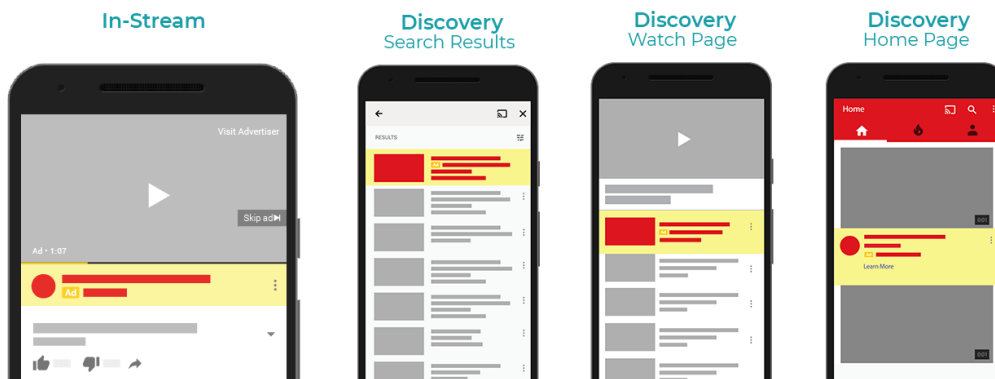 In-Stream
Visit Advertiser
Skip ad
Ad • 1:07
Ad
Discovery
Search Results
RESULTS
Ad
Discovery
Watch Page
Ad
Discovery
Home Page
Home
Ad
Learn More